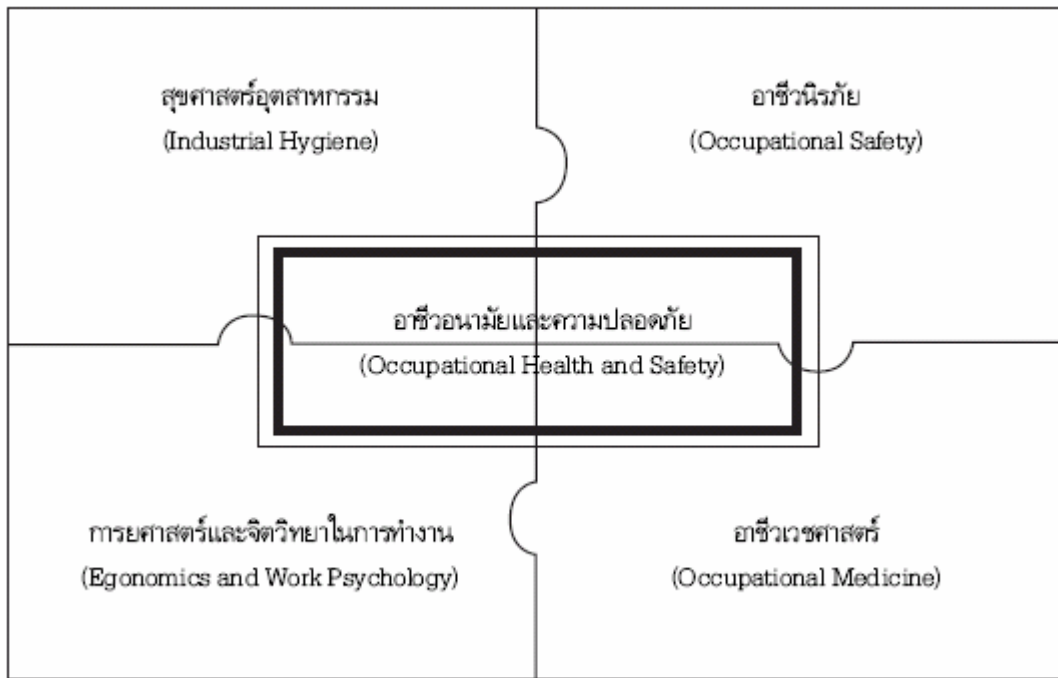 สุขศาสตร์อุตสาหกรรม
(Industrial Hygiene)
อาชีวนิรภัย
(Occupational Safety)
อาชีวอนามัยและความปลอดภัย
(Occupational Health and Safety)
การยศาสตร์และจิตวิทยาในการทำงาน
(Egonomics and Work Psychology)
อาชีวเวชศาสตร์
(Occupational Medicine)